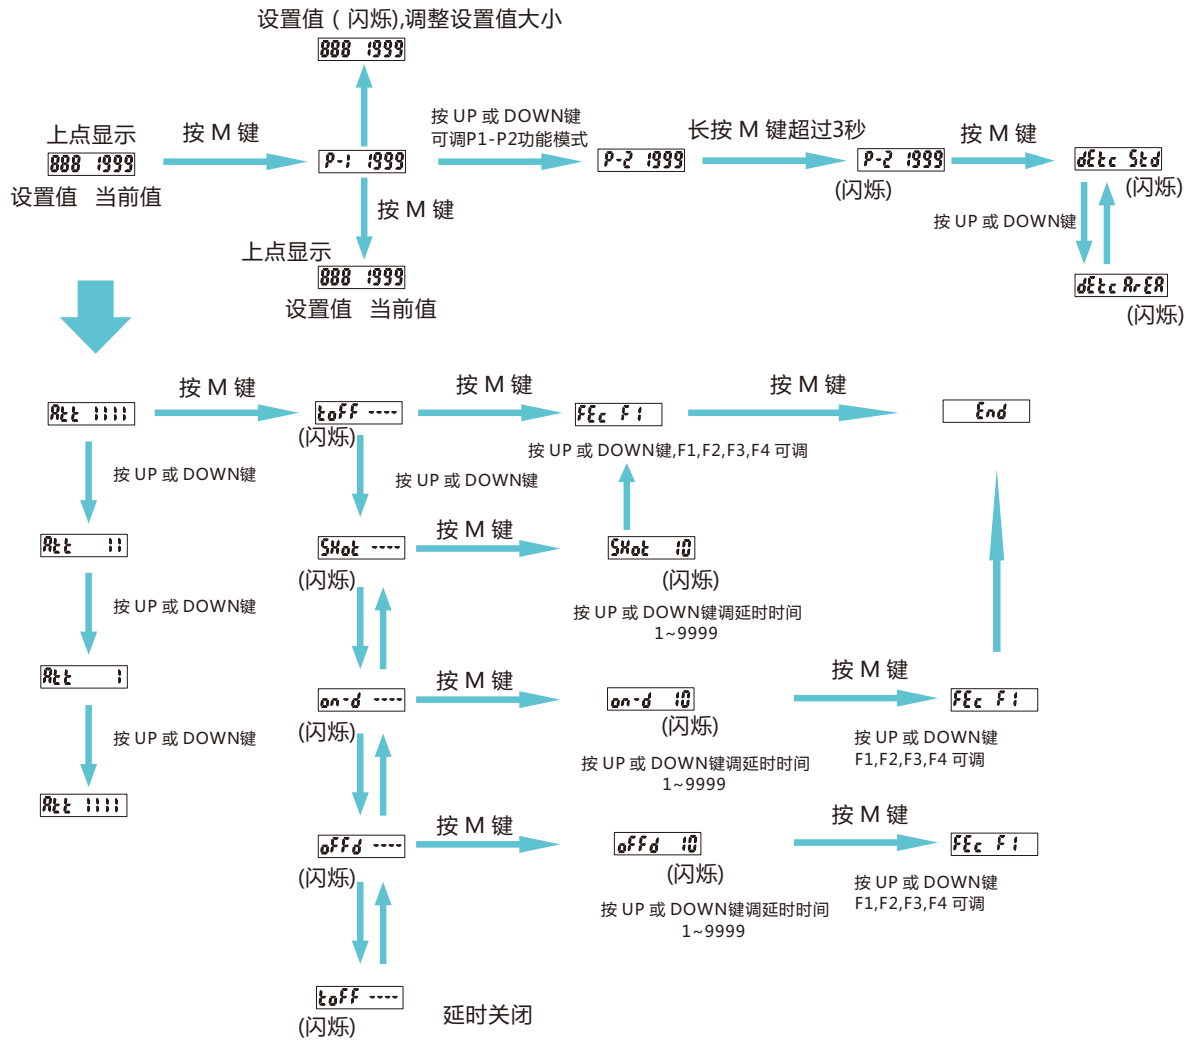 设置值 ( 闪烁),调整设置值大小
888 1999
上点显示
888 1999
设置值 当前值
按 M 键
P-1 1999
按 UP 或 DOWN键
可调P1-P2功能模式
P-2 1999
长按 M 键超过3秒
P-2 1999
(闪烁)
按 M 键
dEtc Std
(闪烁)
按 UP 或 DOWN键
dEtc ArEA
(闪烁)
按 M 键
上点显示
888 1999
设置值 当前值
Att 1111
按 M 键
toFF ----
(闪烁)
按 M 键
FEc F1
按 UP 或 DOWN键,F1,F2,F3,F4 可调
按 M 键
End
按 UP 或 DOWN键
按 UP 或 DOWN键
Att 11
SHot ----
(闪烁)
按 M 键
SHot 10
(闪烁)
按 UP 或 DOWN键调延时时间
1~9999
按 UP 或 DOWN键
Att 1
on-d ----
(闪烁)
按 M 键
on-d 10
(闪烁)
按 UP 或 DOWN键调延时时间
1~9999
按 M 键
FEc F1
按 UP 或 DOWN键
F1,F2,F3,F4 可调
按 UP 或 DOWN键
Att 1111
oFFd ----
(闪烁)
按 M 键
oFFd 10
(闪烁)
按 UP 或 DOWN键调延时时间
1~9999
按 M 键
FEc F1
按 UP 或 DOWN键
F1,F2,F3,F4 可调
toFF ----
(闪烁)
延时关闭